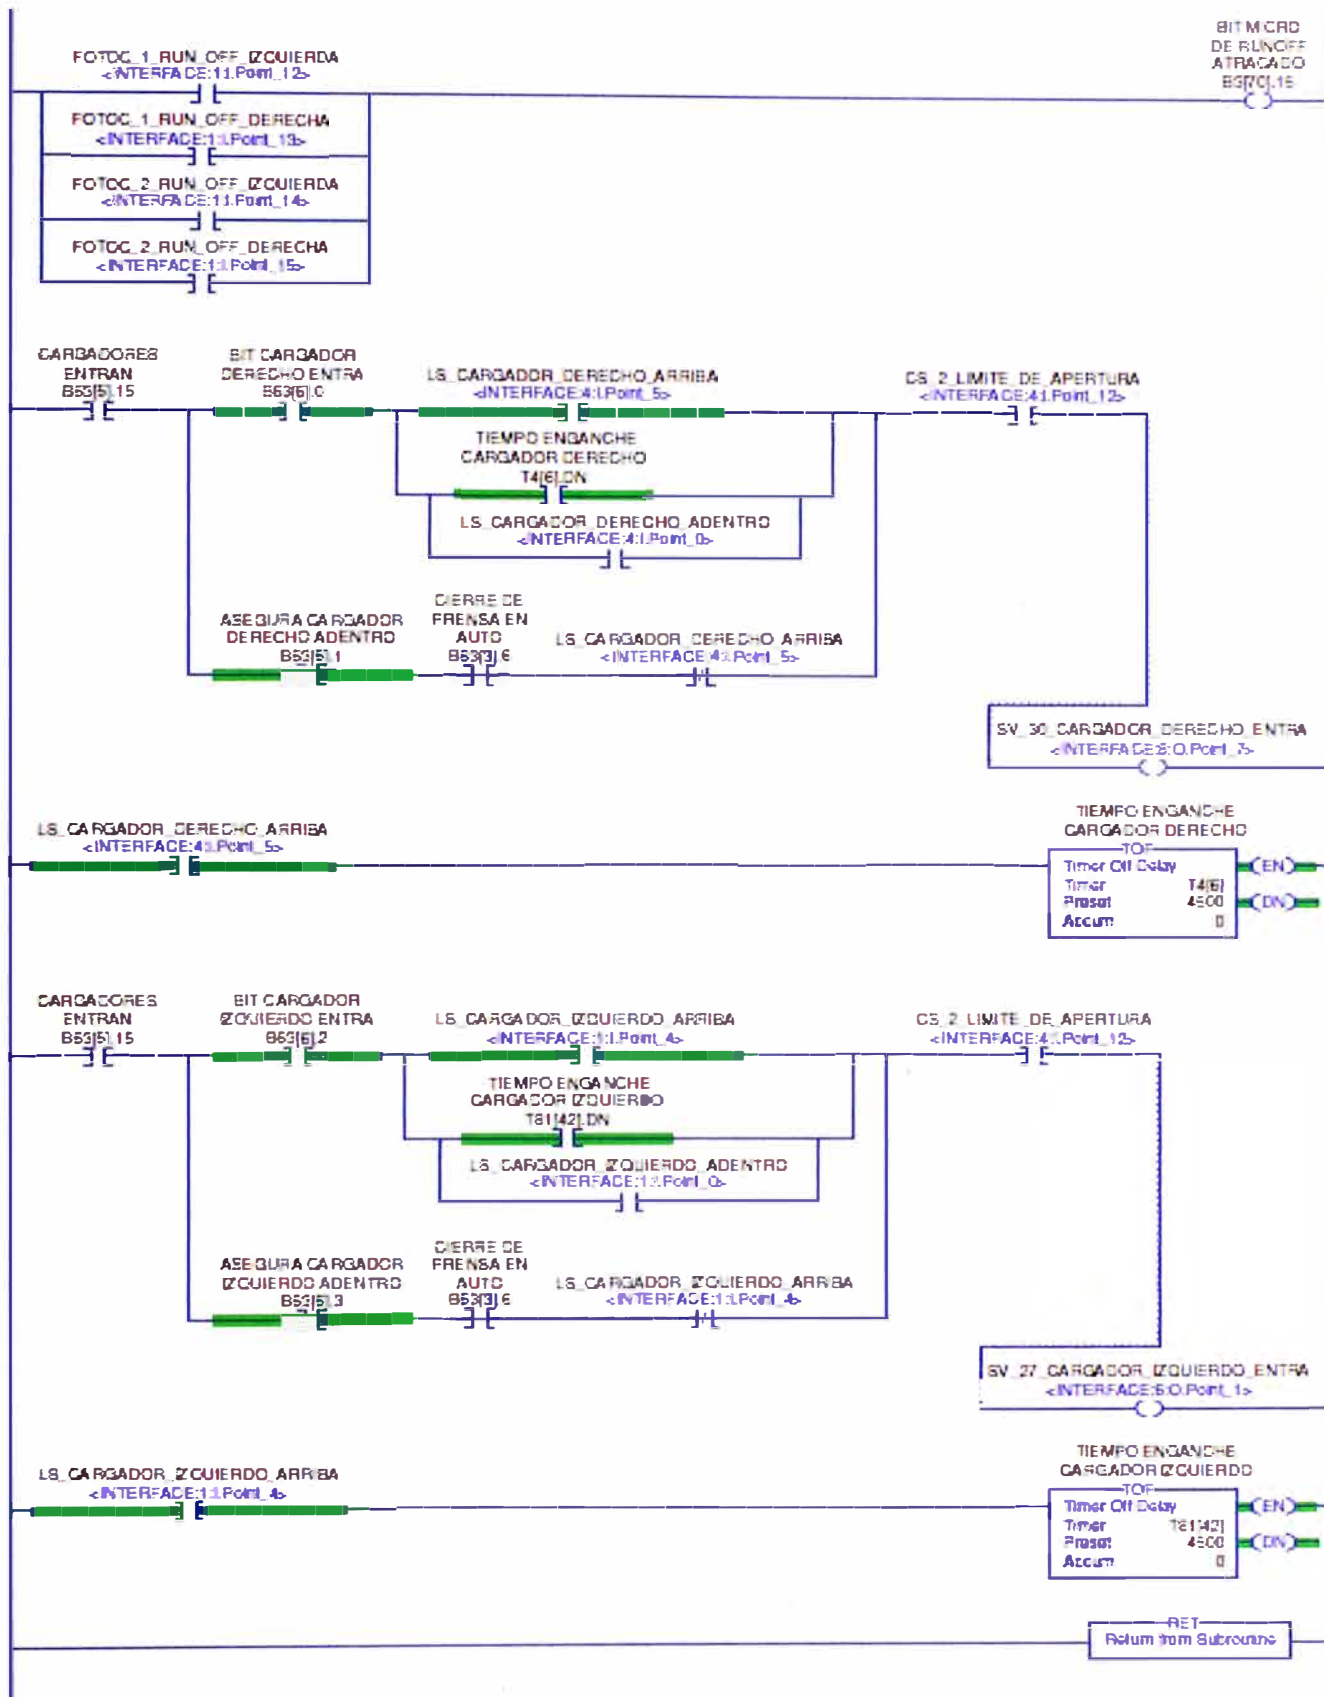 BIT MICRO
DE RUNOFF
ATRACADO
B3[70].15
FOTOC_1_RUN_OFF_IZQUIERDA
<INTERFACE:1:I.Point_12>
FOTOC_1_RUN_OFF_DERECHA
<INTERFACE:1:I.Point_13>
FOTOC_2_RUN_OFF_IZQUIERDA
<INTERFACE:1:I.Point_14>
FOTOC_2_RUN_OFF_DERECHA
<INTERFACE:1:I.Point_15>
CARGADORES
ENTRAN
B53[5].15
BIT CARGADOR
DERECHO ENTRA
B53[6].0
LS_CARGADOR_DERECHO_ARRIBA
<INTERFACE:4:I.Point_5>
CS_2_LIMITE_DE_APERTURA
<INTERFACE:4:I.Point_12>
TIEMPO ENGANCHE
CARGADOR DERECHO
T4[6].DN
LS_CARGADOR_DERECHO_ADENTRO
<INTERFACE:4:I.Point_0>
ASEGURA CARGADOR
DERECHO ADENTRO
B53[5].1
CIERRE DE
PRENSA EN
AUTO
B53[3].6
LS_CARGADOR_DERECHO_ARRIBA
<INTERFACE:4:I.Point_5>
SV_30_CARGADOR_DERECHO_ENTRA
<INTERFACE:6:O.Point_7>
LS_CARGADOR_DERECHO_ARRIBA
<INTERFACE:4:I.Point_5>
TIEMPO ENGANCHE
CARGADOR DERECHO
TOF
Timer Off Delay
Timer T4[6]
Preset 4500
Accum 0
(EN)
(DN)
CARGADORES
ENTRAN
B53[5].15
BIT CARGADOR
IZQUIERDO ENTRA
B53[6].2
LS_CARGADOR_IZQUIERDO_ARRIBA
<INTERFACE:1:I.Point_4>
CS_2_LIMITE_DE_APERTURA
<INTERFACE:4:I.Point_12>
TIEMPO ENGANCHE
CARGADOR IZQUIERDO
T81[42].DN
LS_CARGADOR_IZQUIERDO_ADENTRO
<INTERFACE:1:I.Point_0>
ASEGURA CARGADOR
IZQUIERDO ADENTRO
B53[5].3
CIERRE DE
PRENSA EN
AUTO
B53[3].6
LS_CARGADOR_IZQUIERDO_ARRIBA
<INTERFACE:1:I.Point_4>
SV_27_CARGADOR_IZQUIERDO_ENTRA
<INTERFACE:6:O.Point_1>
LS_CARGADOR_IZQUIERDO_ARRIBA
<INTERFACE:1:I.Point_4>
TIEMPO ENGANCHE
CARGADOR IZQUIERDO
TOF
Timer Off Delay
Timer T81[42]
Preset 4500
Accum 0
(EN)
(DN)
RET
Return from Subroutine